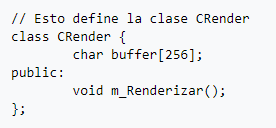 // Esto define la clase CRender
class CRender {
        char buffer[256];
public:
        void m_Renderizar();
};